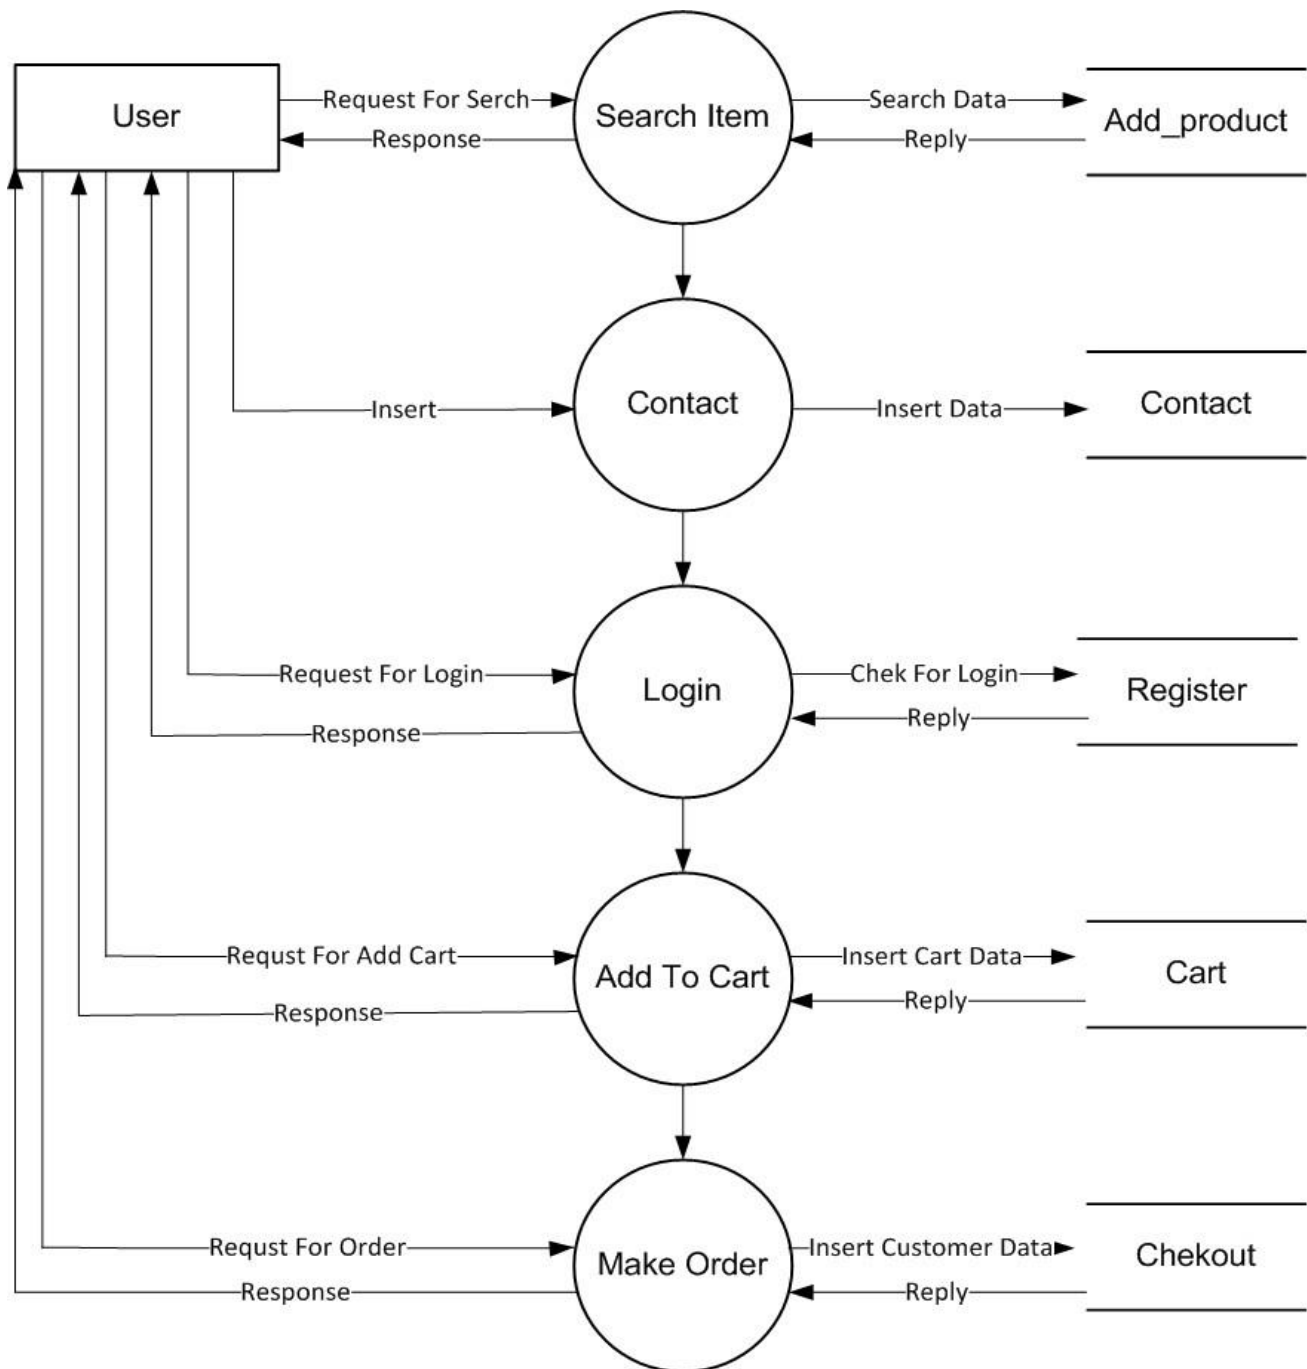 User
Request For Serch
Response
Search Item
Search Data
Reply
Add_product
Insert
Contact
Insert Data
Contact
Request For Login
Response
Login
Chek For Login
Reply
Register
Requst For Add Cart
Response
Add To Cart
Insert Cart Data
Reply
Cart
Requst For Order
Response
Make Order
Insert Customer Data
Reply
Chekout